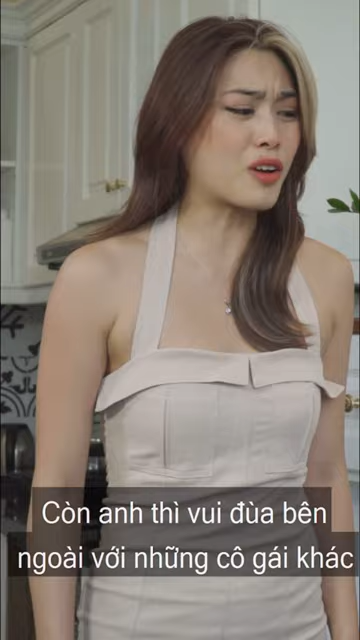 Còn anh thì vui đùa bên
ngoài với những cô gái khác